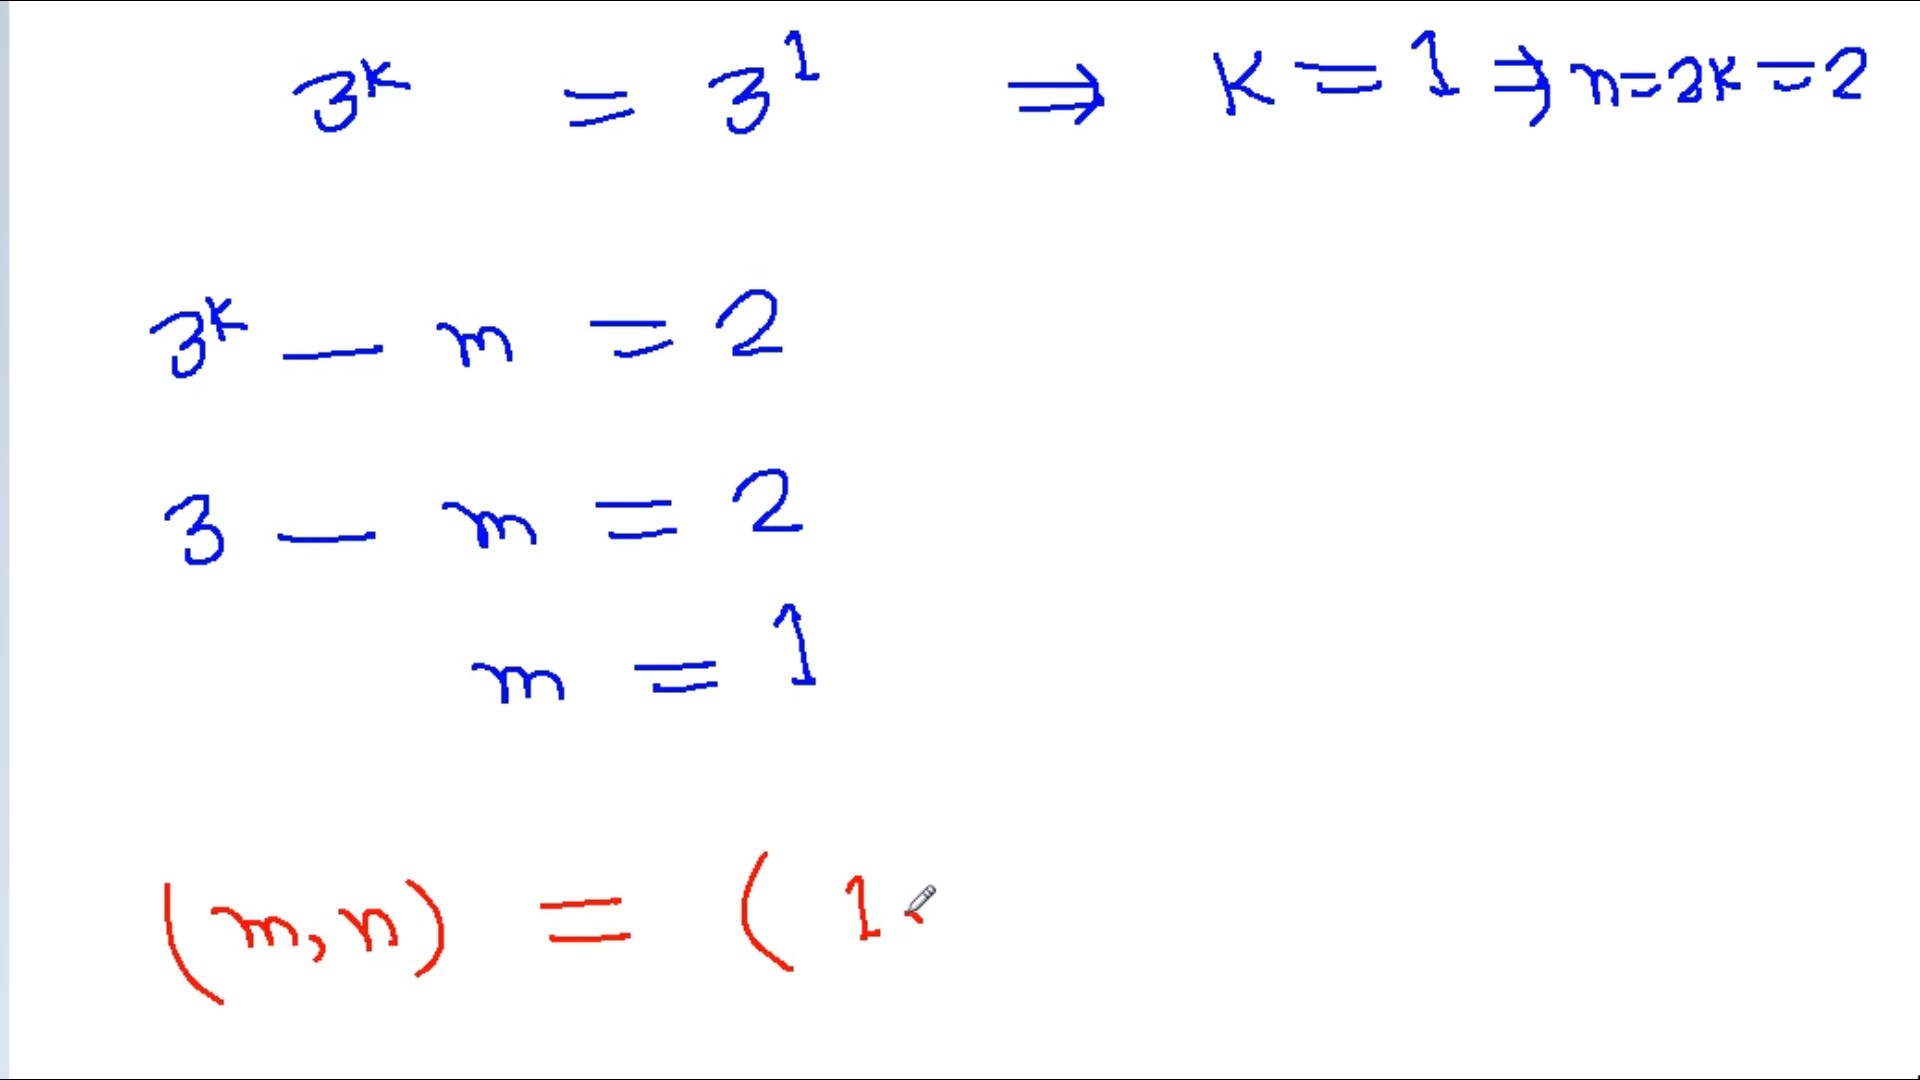 3^k = 3^1 ⇒ k = 1 ⇒ n = 2k = 2
3^k — m = 2
3 — m = 2
m = 1
(m, n) = ( 1